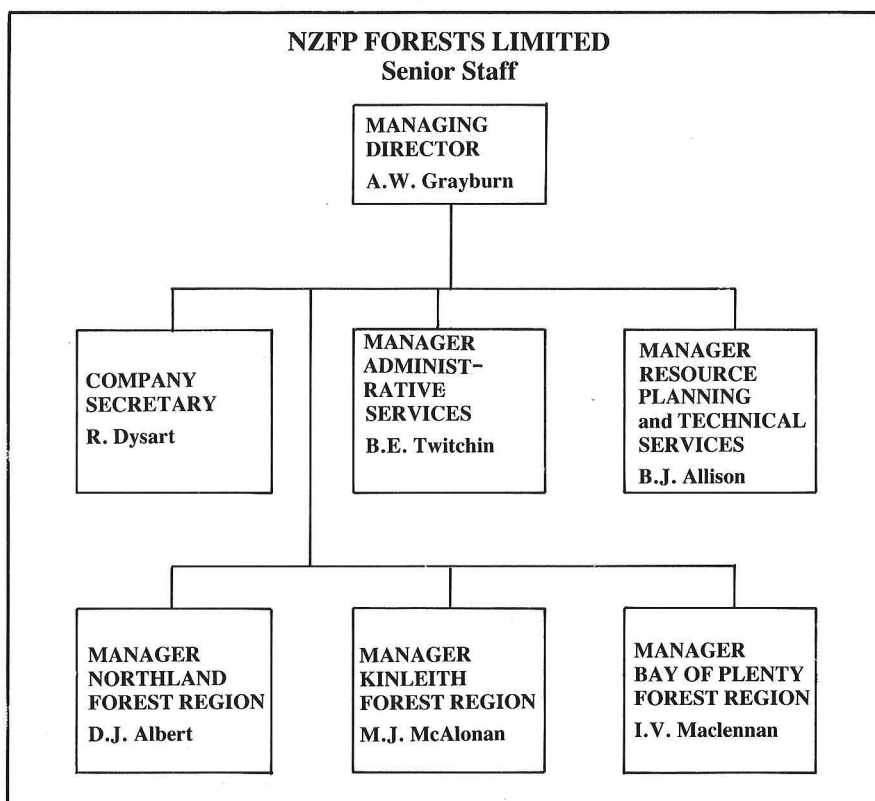 NZFP FORESTS LIMITED
Senior Staff
MANAGING
DIRECTOR
A.W. Grayburn
COMPANY
SECRETARY
R. Dysart
MANAGER
ADMINIST-
RATIVE
SERVICES
B.E. Twitchin
MANAGER
RESOURCE
PLANNING
and TECHNICAL
SERVICES
B.J. Allison
MANAGER
NORTHLAND
FOREST REGION
D.J. Albert
MANAGER
KINLEITH
FOREST REGION
M.J. McAlonan
MANAGER
BAY OF PLENTY
FOREST REGION
I.V. Maclennan